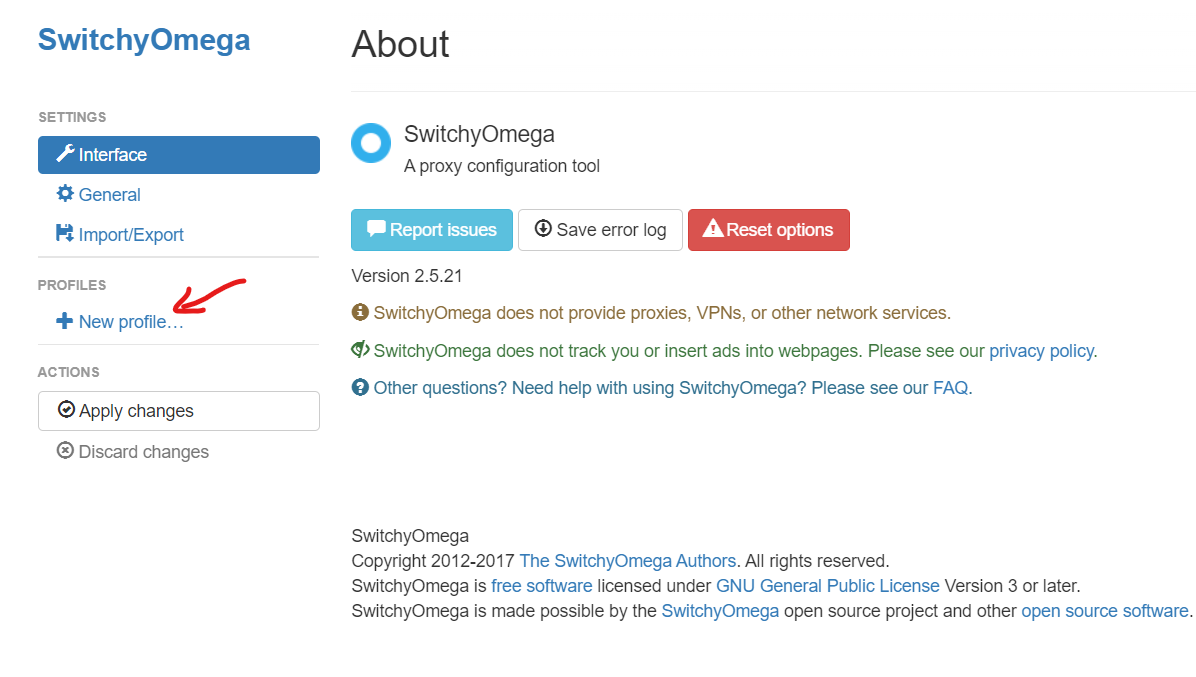 SwitchyOmega
SETTINGS
Interface
General
Import/Export
PROFILES
New profile…
ACTIONS
Apply changes
Discard changes
About
SwitchyOmega
A proxy configuration tool
Report issues Save error log Reset options
Version 2.5.21
SwitchyOmega does not provide proxies, VPNs, or other network services.
SwitchyOmega does not track you or insert ads into webpages. Please see our privacy policy.
Other questions? Need help with using SwitchyOmega? Please see our FAQ.
SwitchyOmega
Copyright 2012-2017 The SwitchyOmega Authors. All rights reserved.
SwitchyOmega is free software licensed under GNU General Public License Version 3 or later.
SwitchyOmega is made possible by the SwitchyOmega open source project and other open source software.